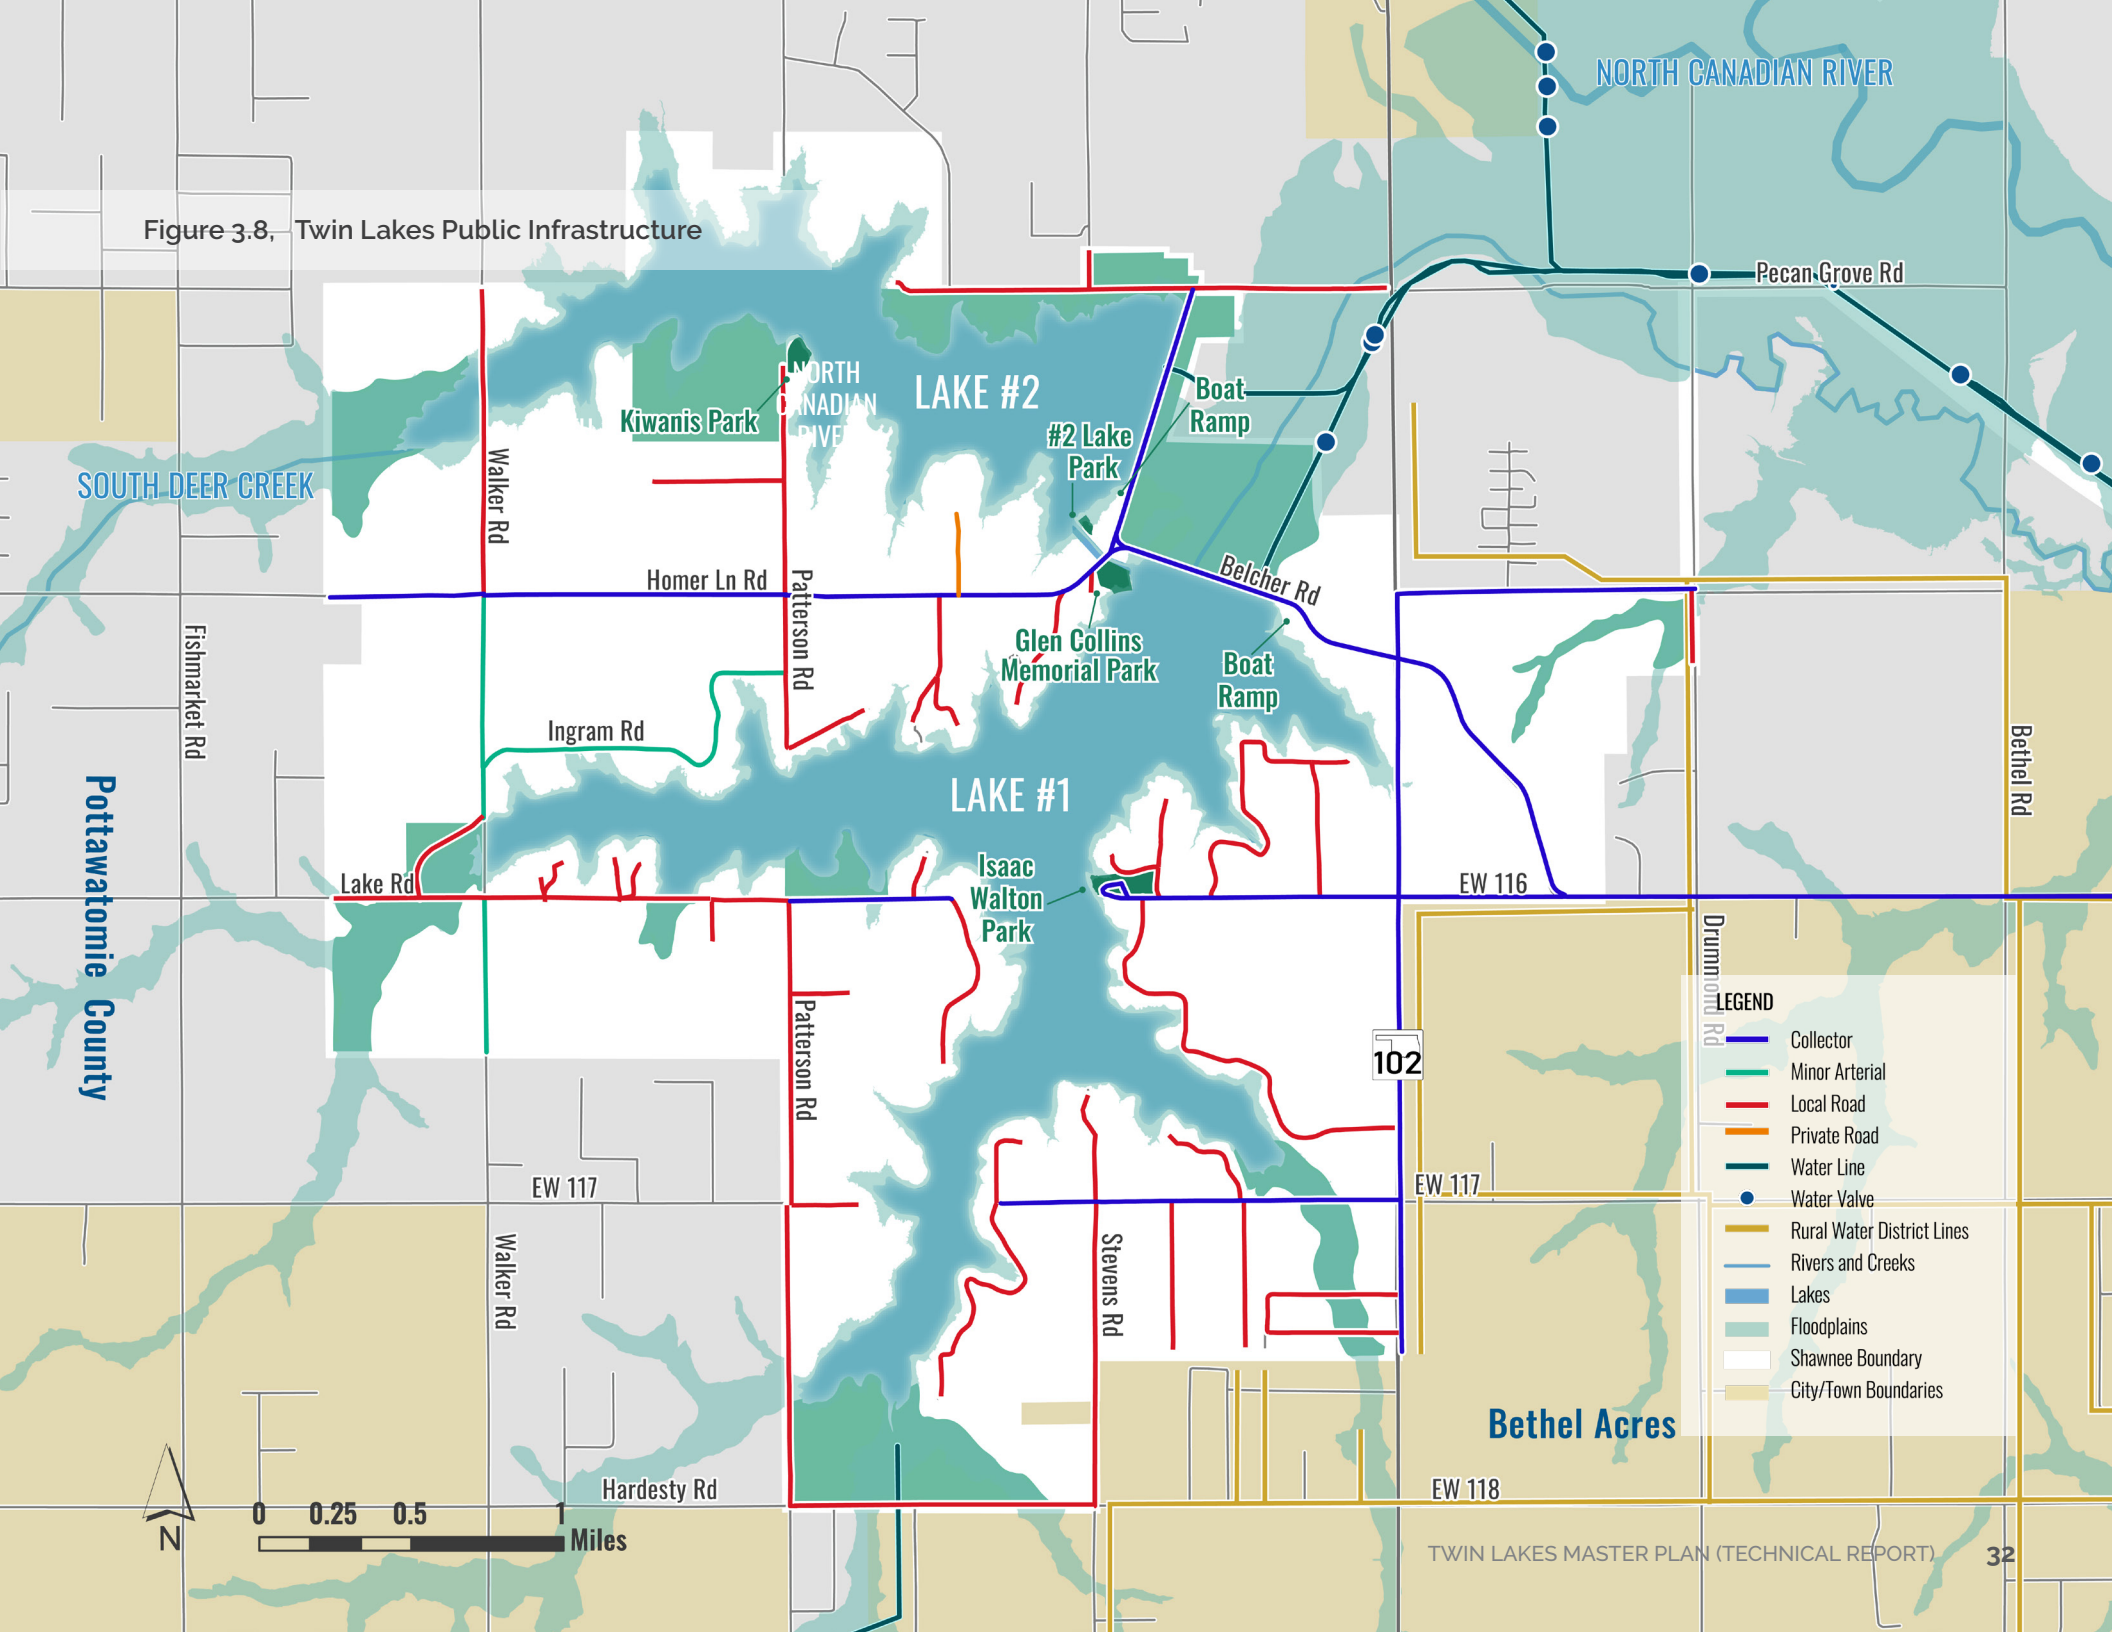 NORTH CANADIAN RIVER
Figure 3.8,   Twin Lakes Public Infrastructure
Pecan Grove Rd
NORTH
CANADIAN
RIVER
LAKE #2
Boat
Ramp
Kiwanis Park
#2 Lake
Park
SOUTH DEER CREEK
Walker Rd
Homer Ln Rd
Patterson Rd
Belcher Rd
Fishmarket Rd
Glen Collins
Memorial Park
Boat
Ramp
Ingram Rd
Bethel Rd
Pottawatomie County
LAKE #1
Isaac
Walton
Park
Lake Rd
EW 116
Drummond Rd
LEGEND
Collector
Minor Arterial
Local Road
Private Road
Water Line
Water Valve
Rural Water District Lines
Rivers and Creeks
Lakes
Floodplains
Shawnee Boundary
City/Town Boundaries
Patterson Rd
102
EW 117
EW 117
Walker Rd
Stevens Rd
Bethel Acres
Hardesty Rd
EW 118
N
0 0.25 0.5 1
Miles
TWIN LAKES MASTER PLAN (TECHNICAL REPORT) 32